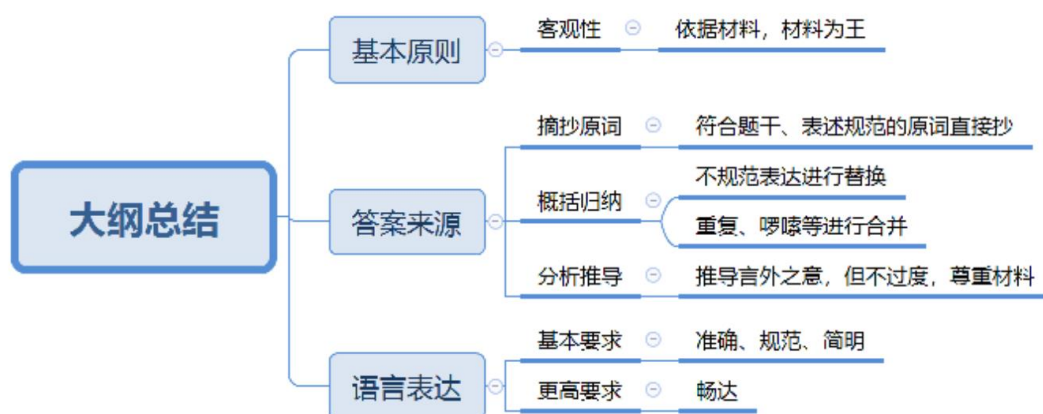 大纲总结
基本原则
客观性
依据材料，材料为王
答案来源
摘抄原词
符合题干、表述规范的原词直接抄
概括归纳
不规范表达进行替换
重复、啰嗦等进行合并
分析推导
推导言外之意，但不过度，尊重材料
语言表达
基本要求
准确、规范、简明
更高要求
畅达